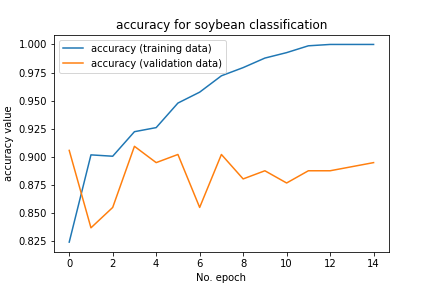 accuracy for soybean classification
accuracy (training data)
accuracy (validation data)
accuracy value
1.000
0.975
0.950
0.925
0.900
0.875
0.850
0.825
0 2 4 6 8 10 12 14
No. epoch